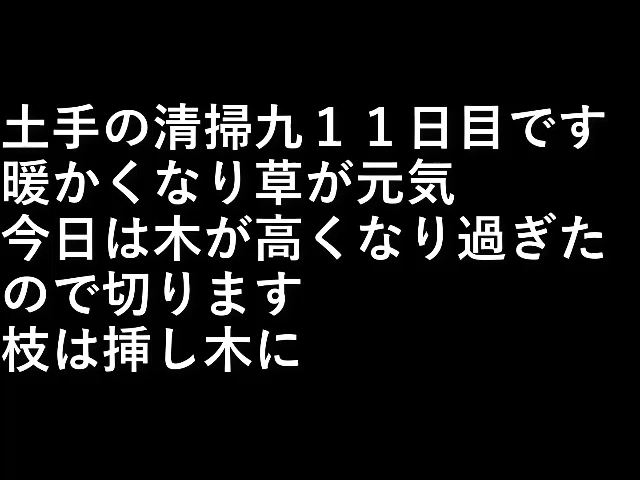 土手の清掃九１１日目です
暖かくなり草が元気
今日は木が高くなり過ぎた
ので切ります
枝は挿し木に